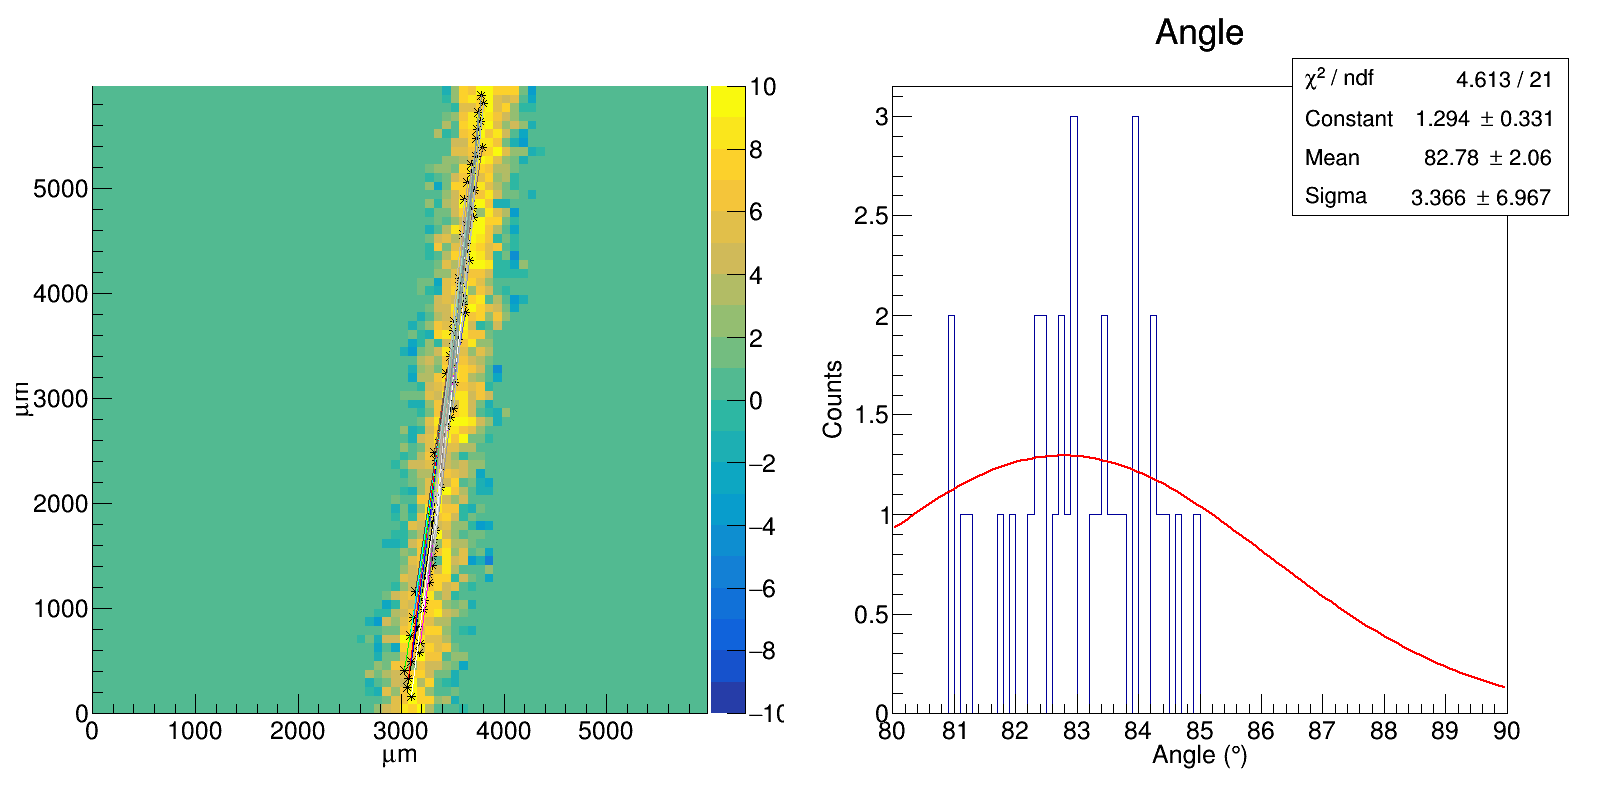 Angle
χ² / ndf 4.613 / 21
Constant 1.294 ± 0.331
Mean 82.78 ± 2.06
Sigma 3.366 ± 6.967
μm
5000
4000
3000
2000
1000
0
0 1000 2000 3000 4000 5000
μm
10
8
6
4
2
0
−2
−4
−6
−8
−10
Counts
3
2.5
2
1.5
1
0.5
0
80 81 82 83 84 85 86 87 88 89 90
Angle (°)